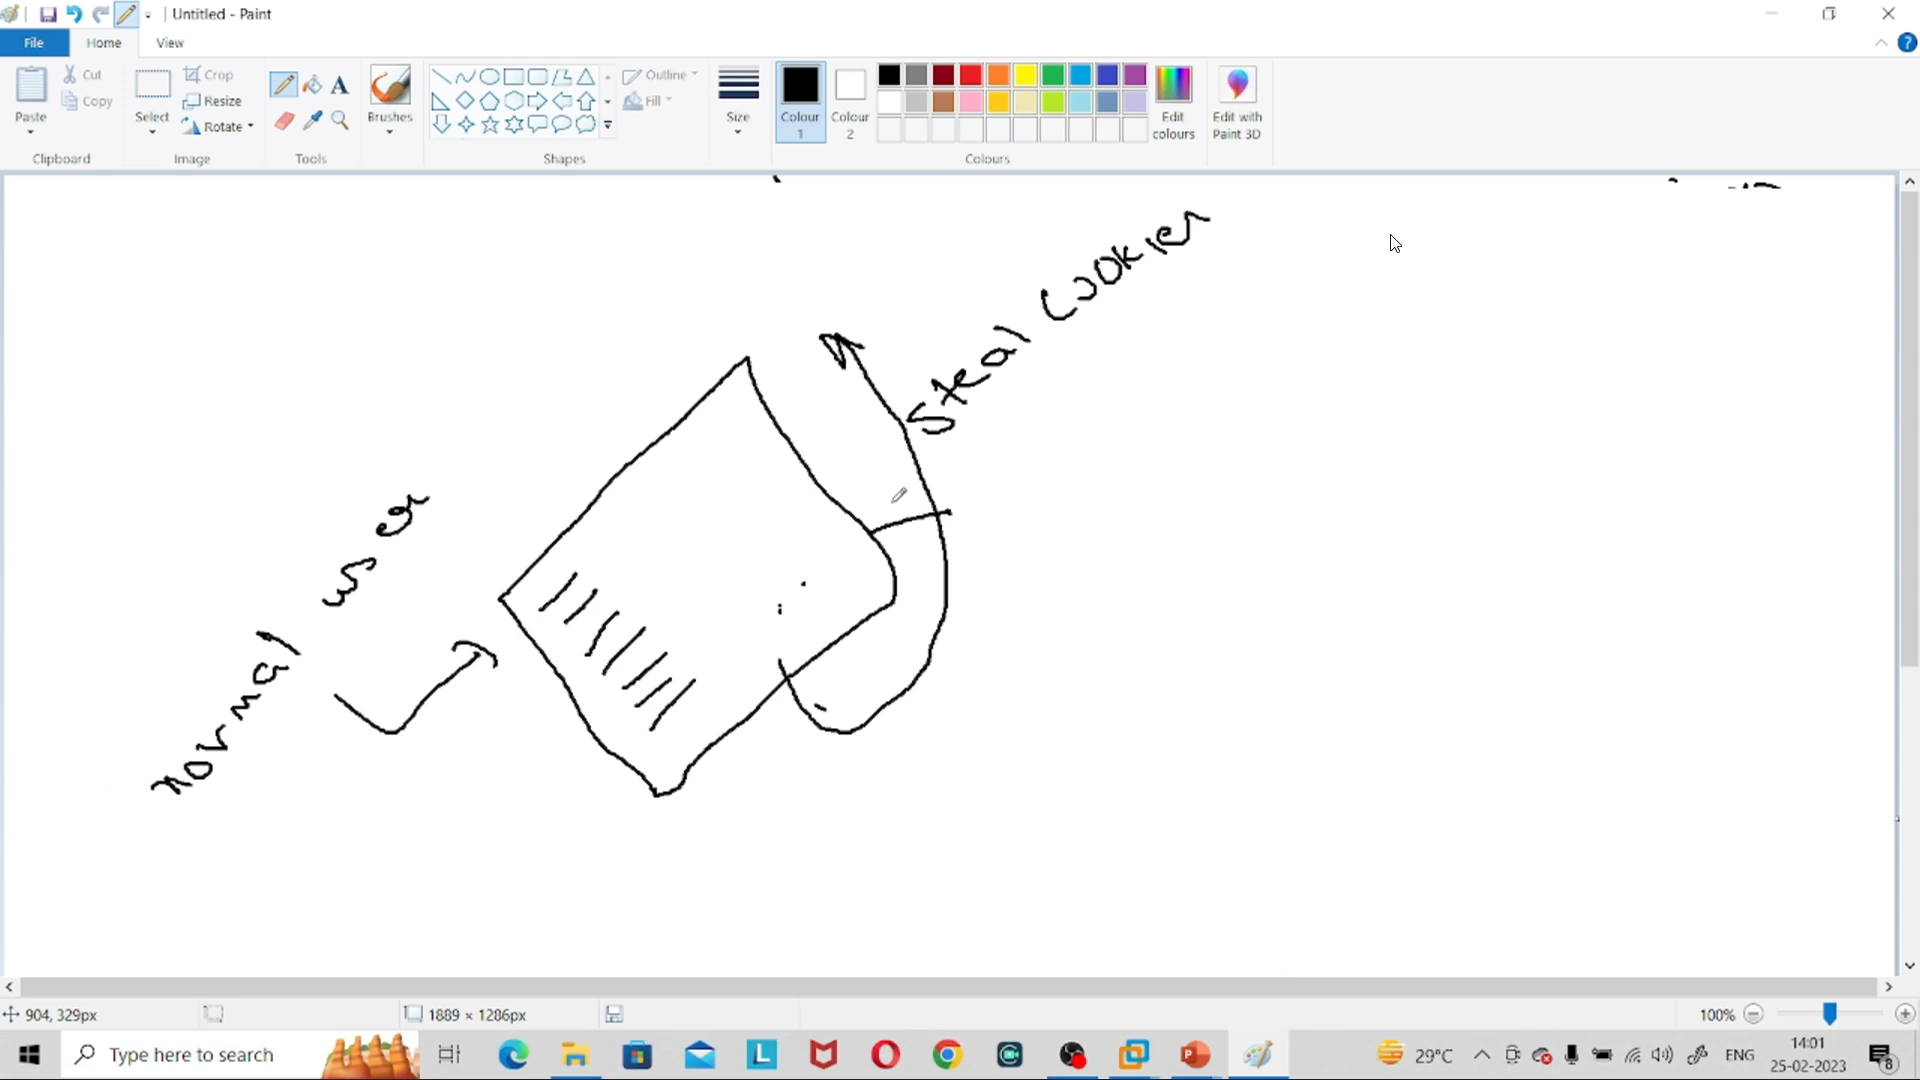 Untitled - Paint
File
Home
View
Paste
Cut
Copy
Clipboard
Select
Crop
Resize
Rotate
Image
Tools
Brushes
Shapes
Outline
Fill
Size
Colour 1
Colour 2
Edit colours
Edit with Paint 3D
Colours
Steal Cookies
normal user
904, 329px
1889 × 1286px
100%
Type here to search
29°C
ENG
14:01
25-02-2023
8